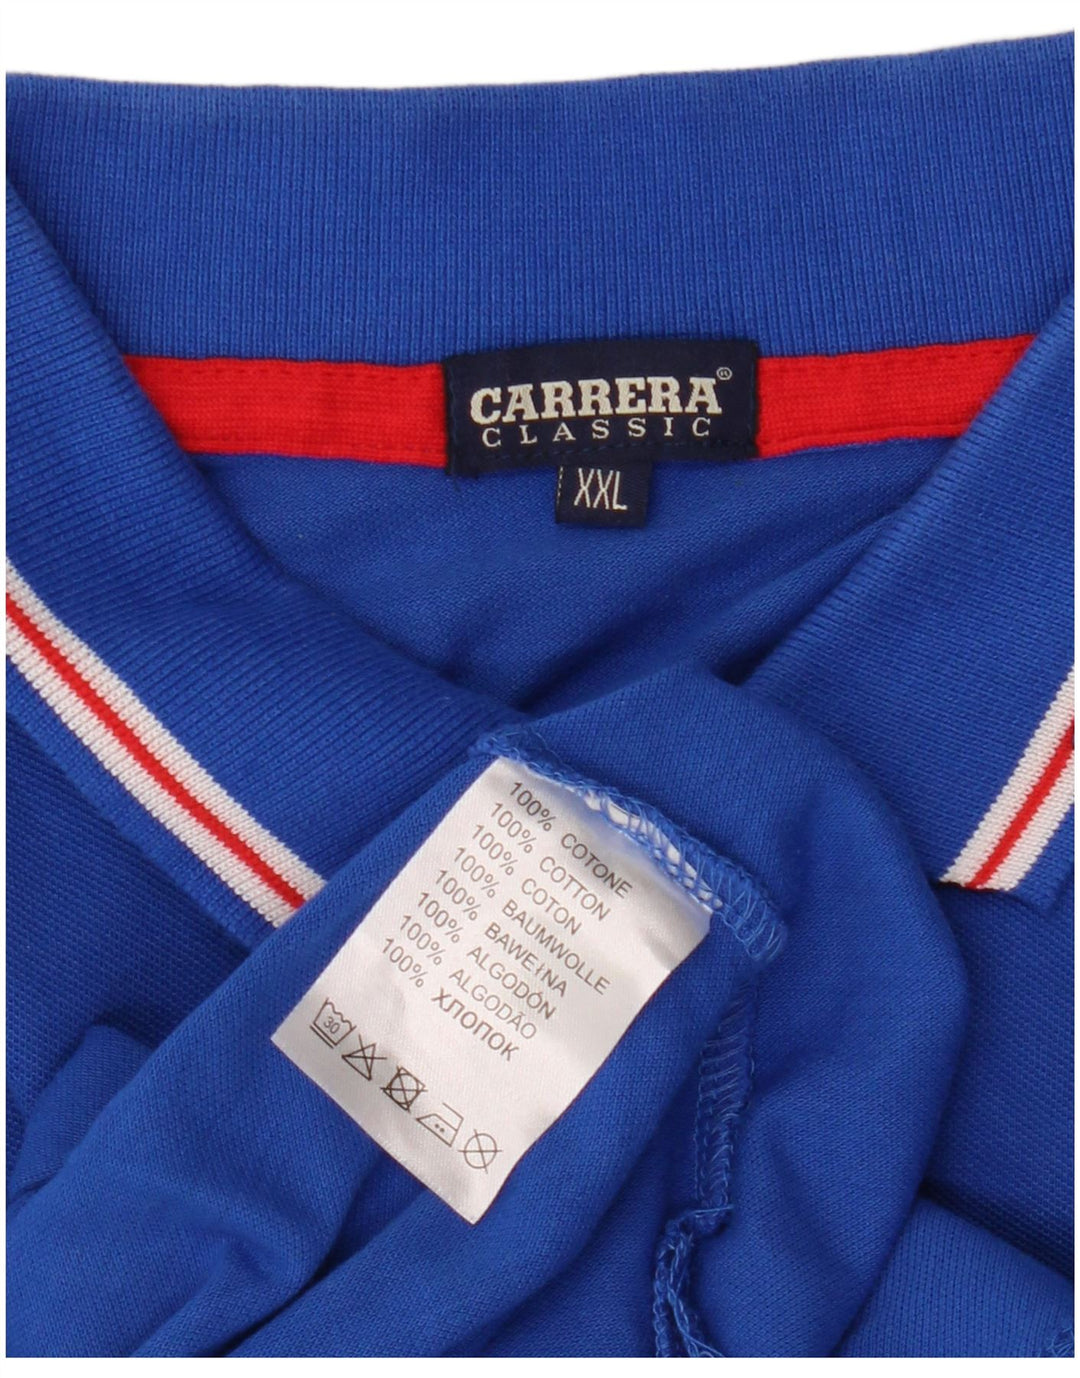 CARRERA®
CLASSIC
XXL
100% COTONE
100% COTTON
100% COTON
100% BAUMWOLLE
100% BAWEłNA
100% ALGODÓN
100% ALGODÃO
100% ХЛОПОК
30